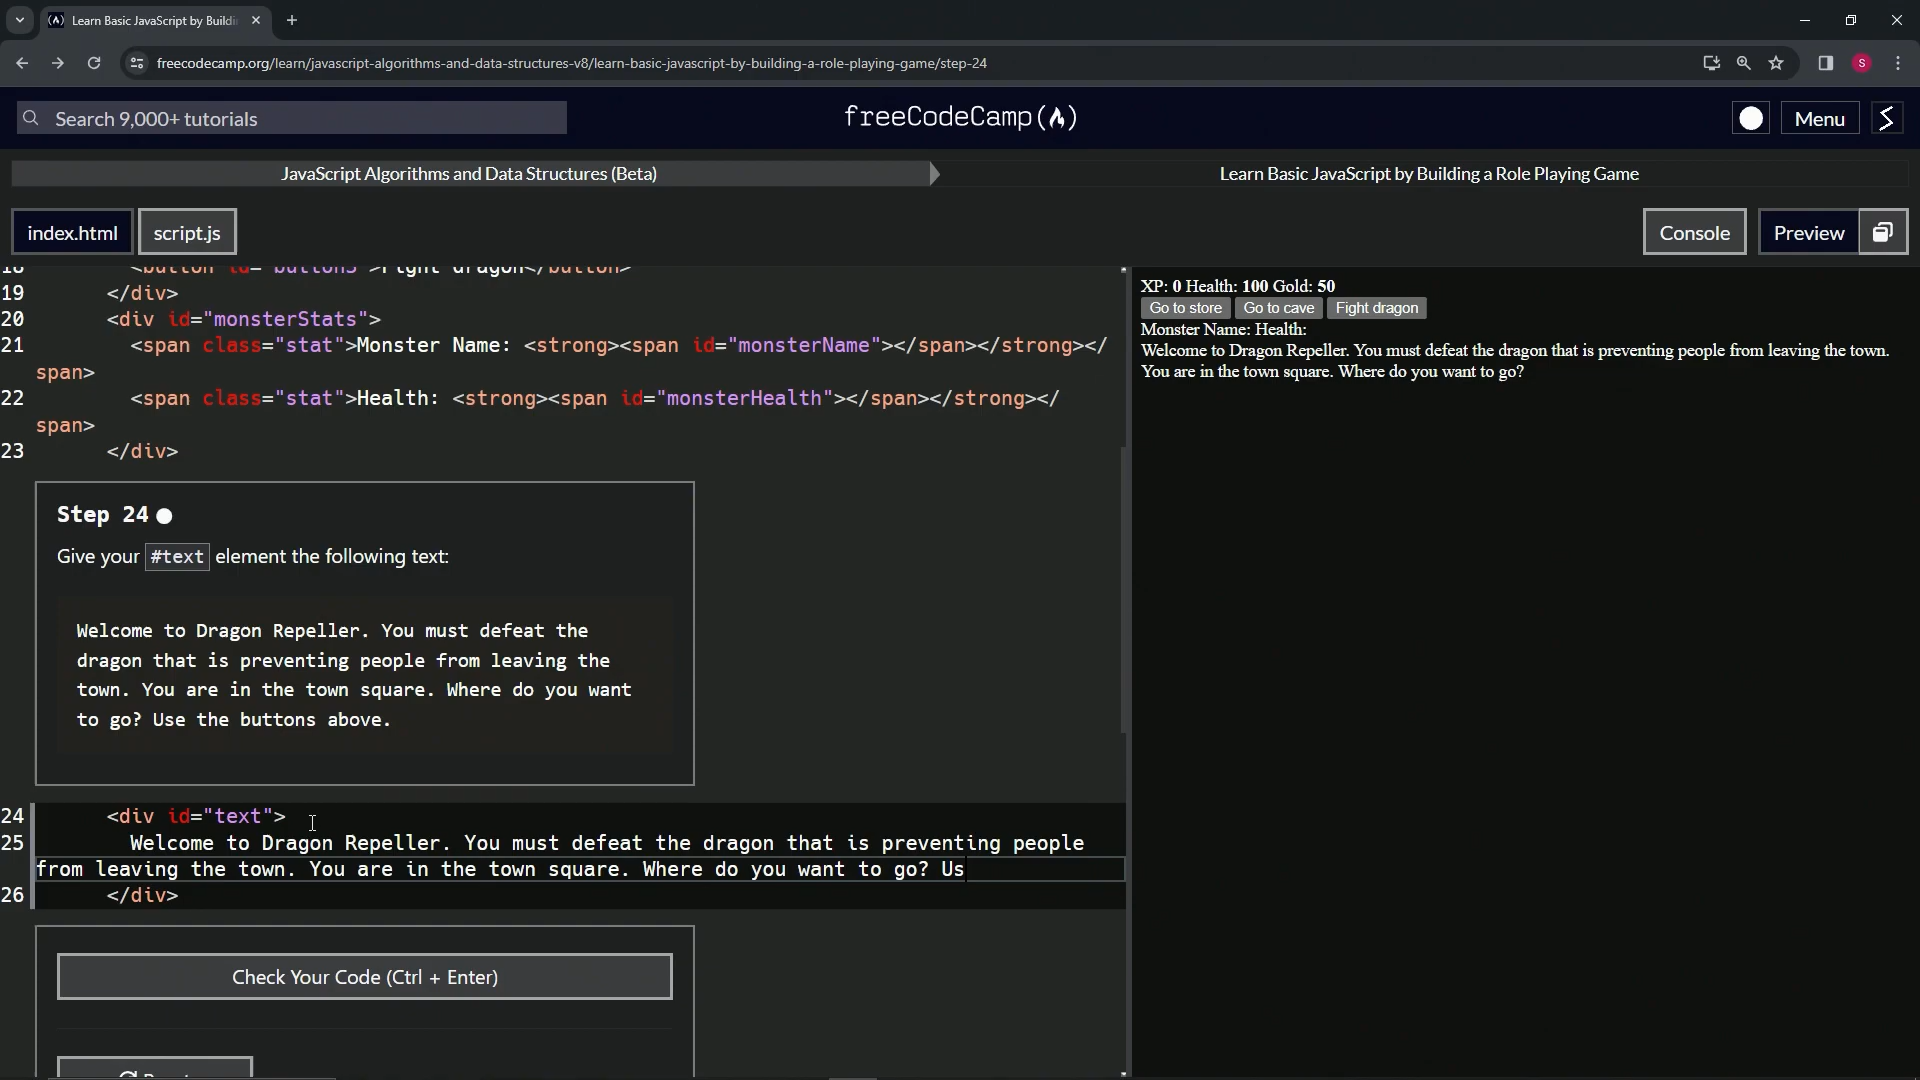 Learn Basic JavaScript by Buildi
freecodecamp.org/learn/javascript-algorithms-and-data-structures-v8/learn-basic-javascript-by-building-a-role-playing-game/step-24
S
Search 9,000+ tutorials
freeCodeCamp(
Menu
JavaScript Algorithms and Data Structures (Beta)
Learn Basic JavaScript by Building a Role Playing Game
index.html
script.js
Console
Preview
18 <button id="button3">Fight dragon</button>
19 </div>
20 <div id="monsterStats">
21 <span class="stat">Monster Name: <strong><span id="monsterName"></span></strong></
span>
22 <span class="stat">Health: <strong><span id="monsterHealth"></span></strong></
span>
23 </div>
Step 24
Give your #text element the following text:
Welcome to Dragon Repeller. You must defeat the
dragon that is preventing people from leaving the
town. You are in the town square. Where do you want
to go? Use the buttons above.
24 <div id="text">
25 Welcome to Dragon Repeller. You must defeat the dragon that is preventing people
from leaving the town. You are in the town square. Where do you want to go? Us
26 </div>
Check Your Code (Ctrl + Enter)
XP: 0 Health: 100 Gold: 50
Go to store
Go to cave
Fight dragon
Monster Name: Health:
Welcome to Dragon Repeller. You must defeat the dragon that is preventing people from leaving the town.
You are in the town square. Where do you want to go?